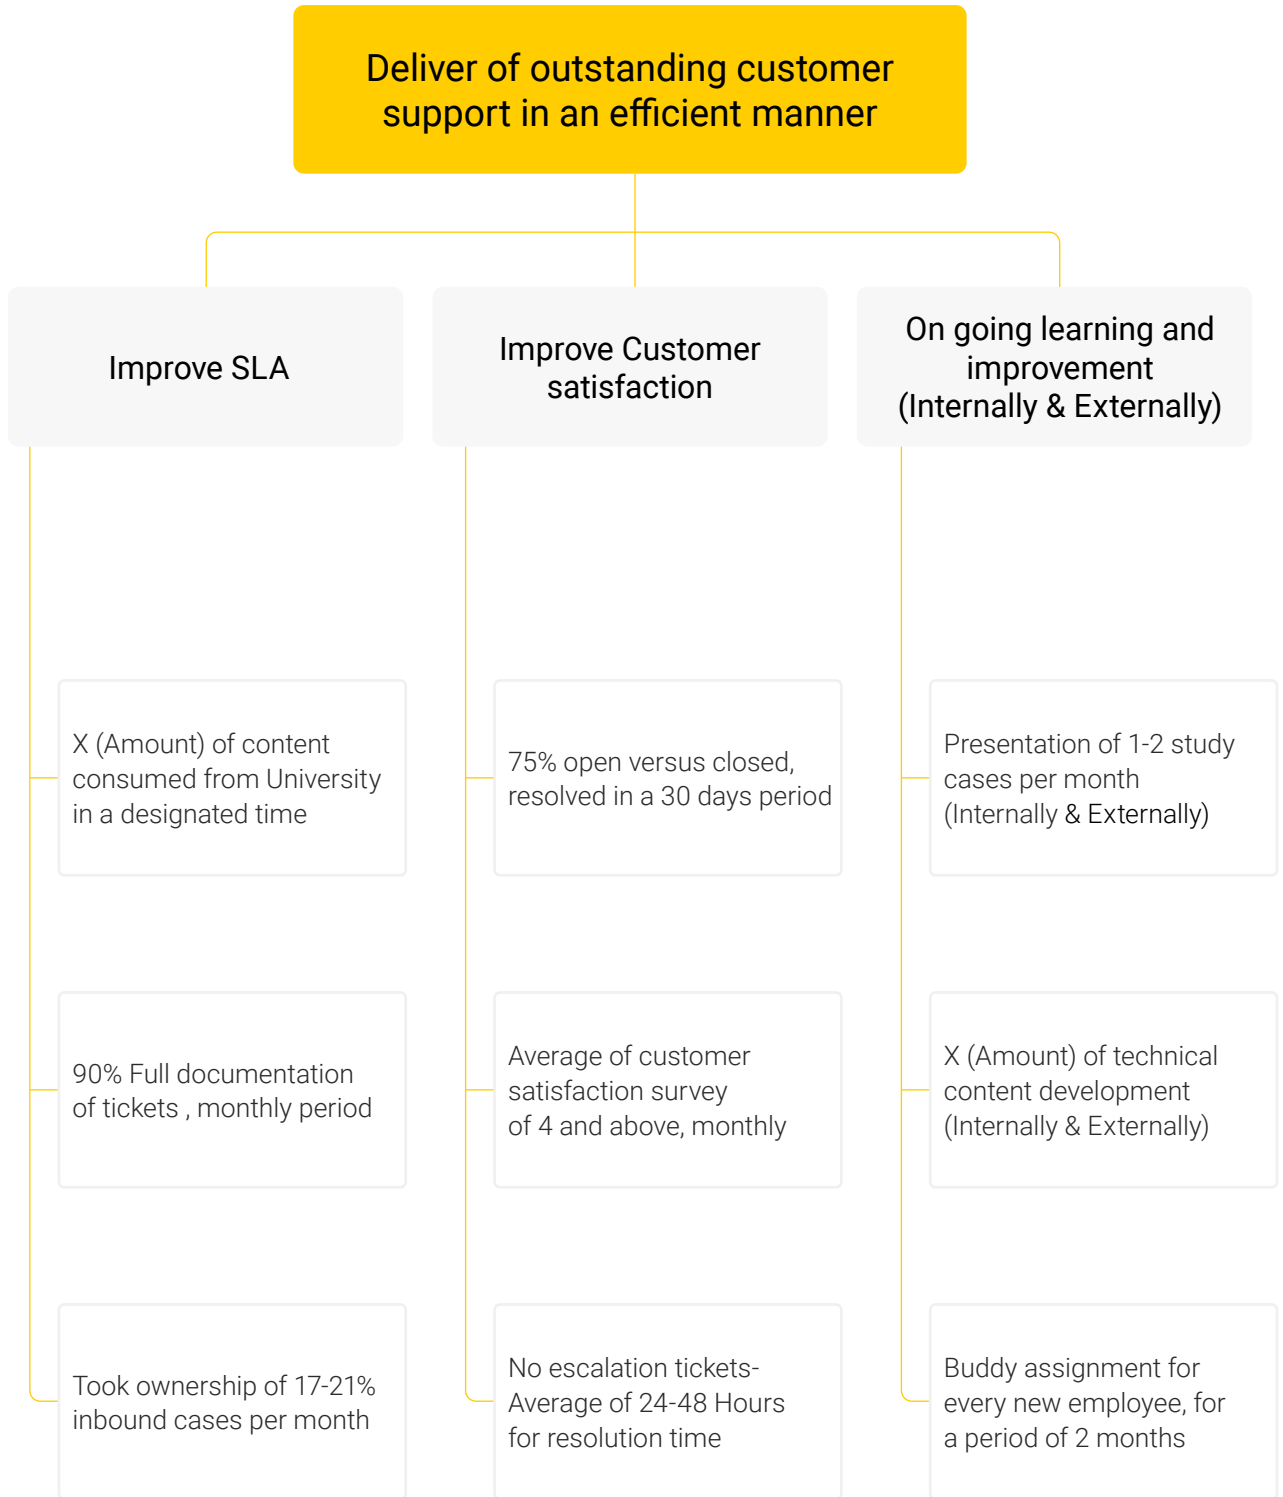 Deliver of outstanding customer
support in an efficient manner
Improve SLA
Improve Customer
satisfaction
On going learning and
improvement
(Internally & Externally)
X (Amount) of content
consumed from University
in a designated time
75% open versus closed,
resolved in a 30 days period
Presentation of 1-2 study
cases per month
(Internally & Externally)
90% Full documentation
of tickets , monthly period
Average of customer
satisfaction survey
of 4 and above, monthly
X (Amount) of technical
content development
(Internally & Externally)
Took ownership of 17-21%
inbound cases per month
No escalation tickets-
Average of 24-48 Hours
for resolution time
Buddy assignment for
every new employee, for
a period of 2 months